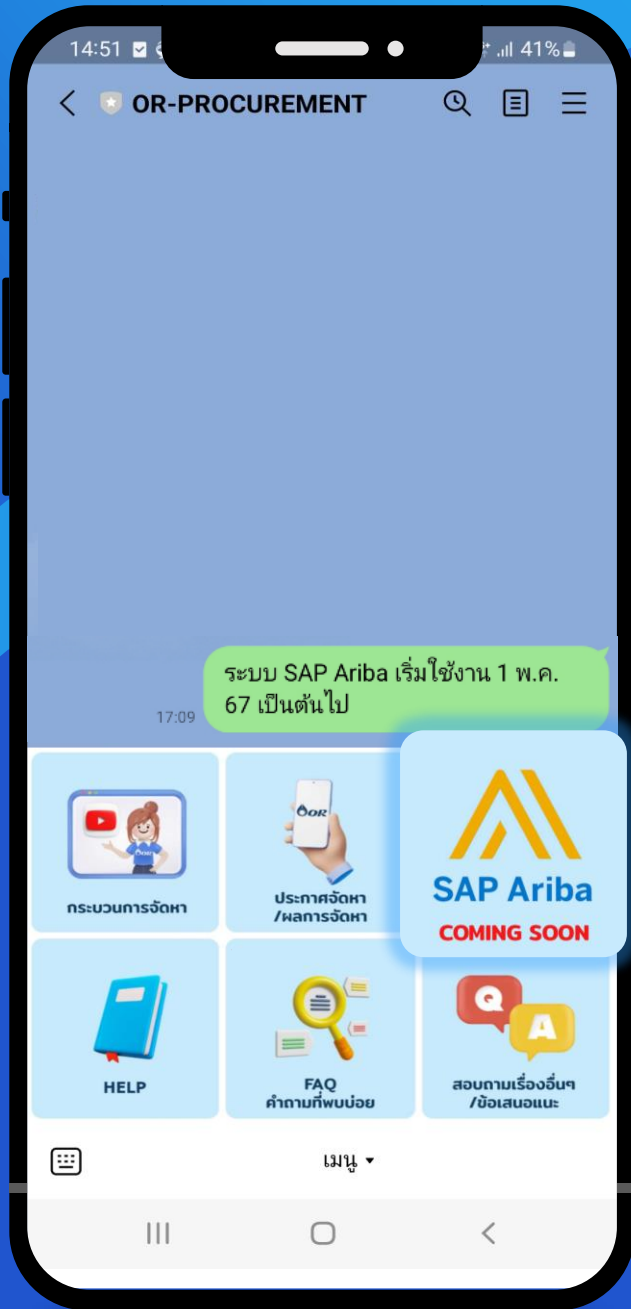 14:51
41%
OR-PROCUREMENT
ระบบ SAP Ariba เริ่มใช้งาน 1 พ.ค.
67 เป็นต้นไป
17:09
กระบวนการจัดหา
OR
ประกาศจัดหา
/ผลการจัดหา
SAP Ariba
COMING SOON
HELP
FAQ
คำถามที่พบบ่อย
Q
A
สอบถามเรื่องอื่นๆ
/ข้อเสนอแนะ
เมนู